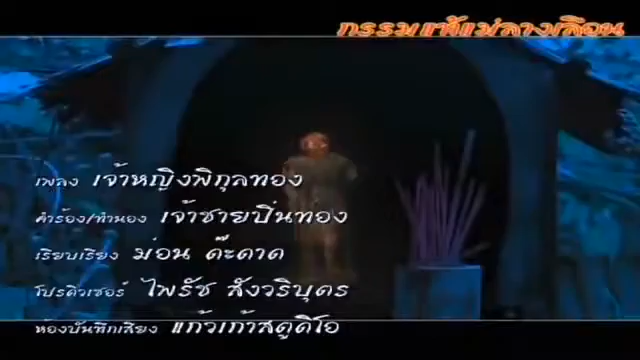 กรรมแท้แม่ลางเลือน
เพลง เจ้าหญิงพิกุลทอง
คำร้อง/ทำนอง เจ้าชายปิ่นทอง
เรียบเรียง ม่อน ต๊ะตาด
โปรดิวเซอร์ ไพรัช สังวริบุตร
ห้องบันทึกเสียง แก้วเก้าสตูดิโอ